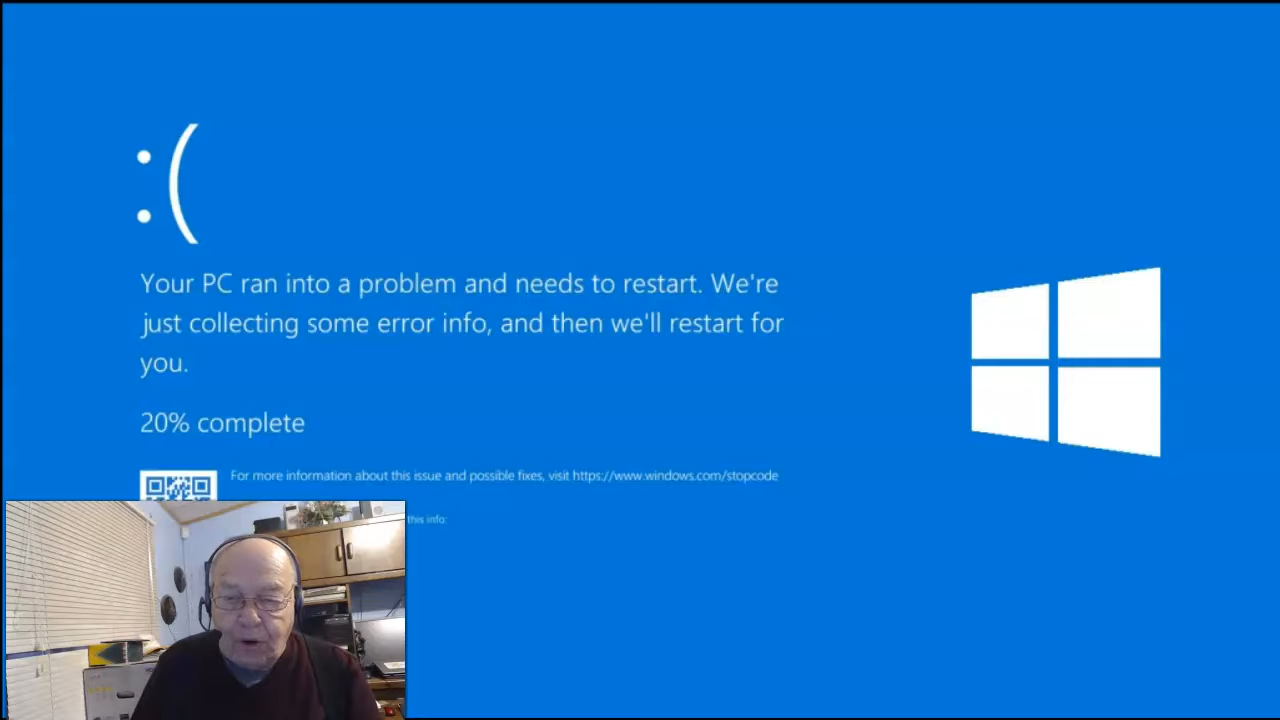 :(
Your PC ran into a problem and needs to restart. We're
just collecting some error info, and then we'll restart for
you.
20% complete
For more information about this issue and possible fixes, visit https://www.windows.com/stopcode
this info: